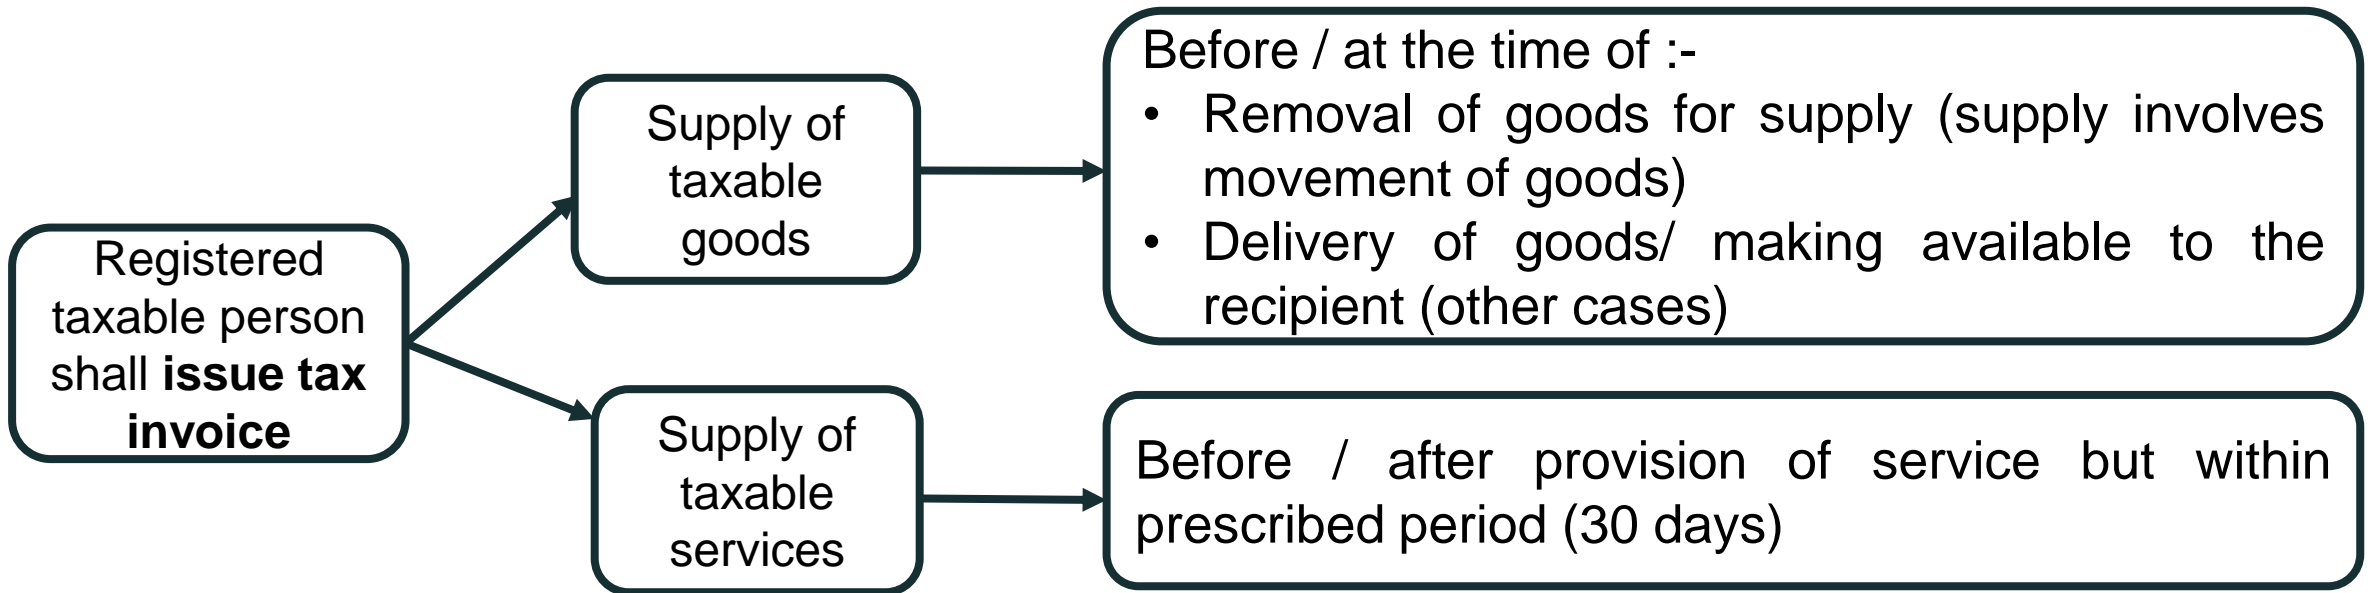 Registered
taxable person
shall issue tax
invoice
Supply of
taxable
goods
Before / at the time of :-
• Removal of goods for supply (supply involves
movement of goods)
• Delivery of goods/ making available to the
recipient (other cases)
Supply of
taxable
services
Before / after provision of service but within
prescribed period (30 days)